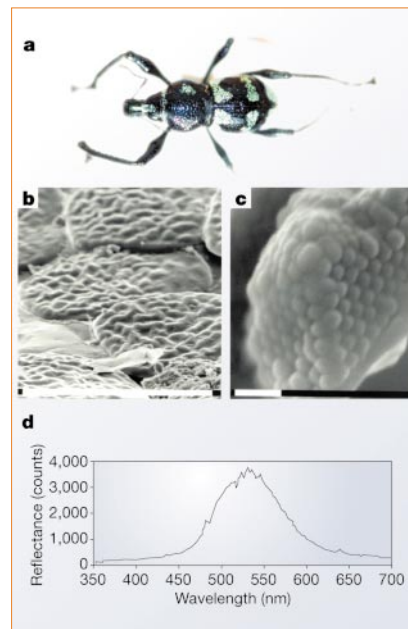 a
b
c
d
4,000
3,000
2,000
1,000
0
Reflectance (counts)
350 400 450 500 550 600 650 700
Wavelength (nm)